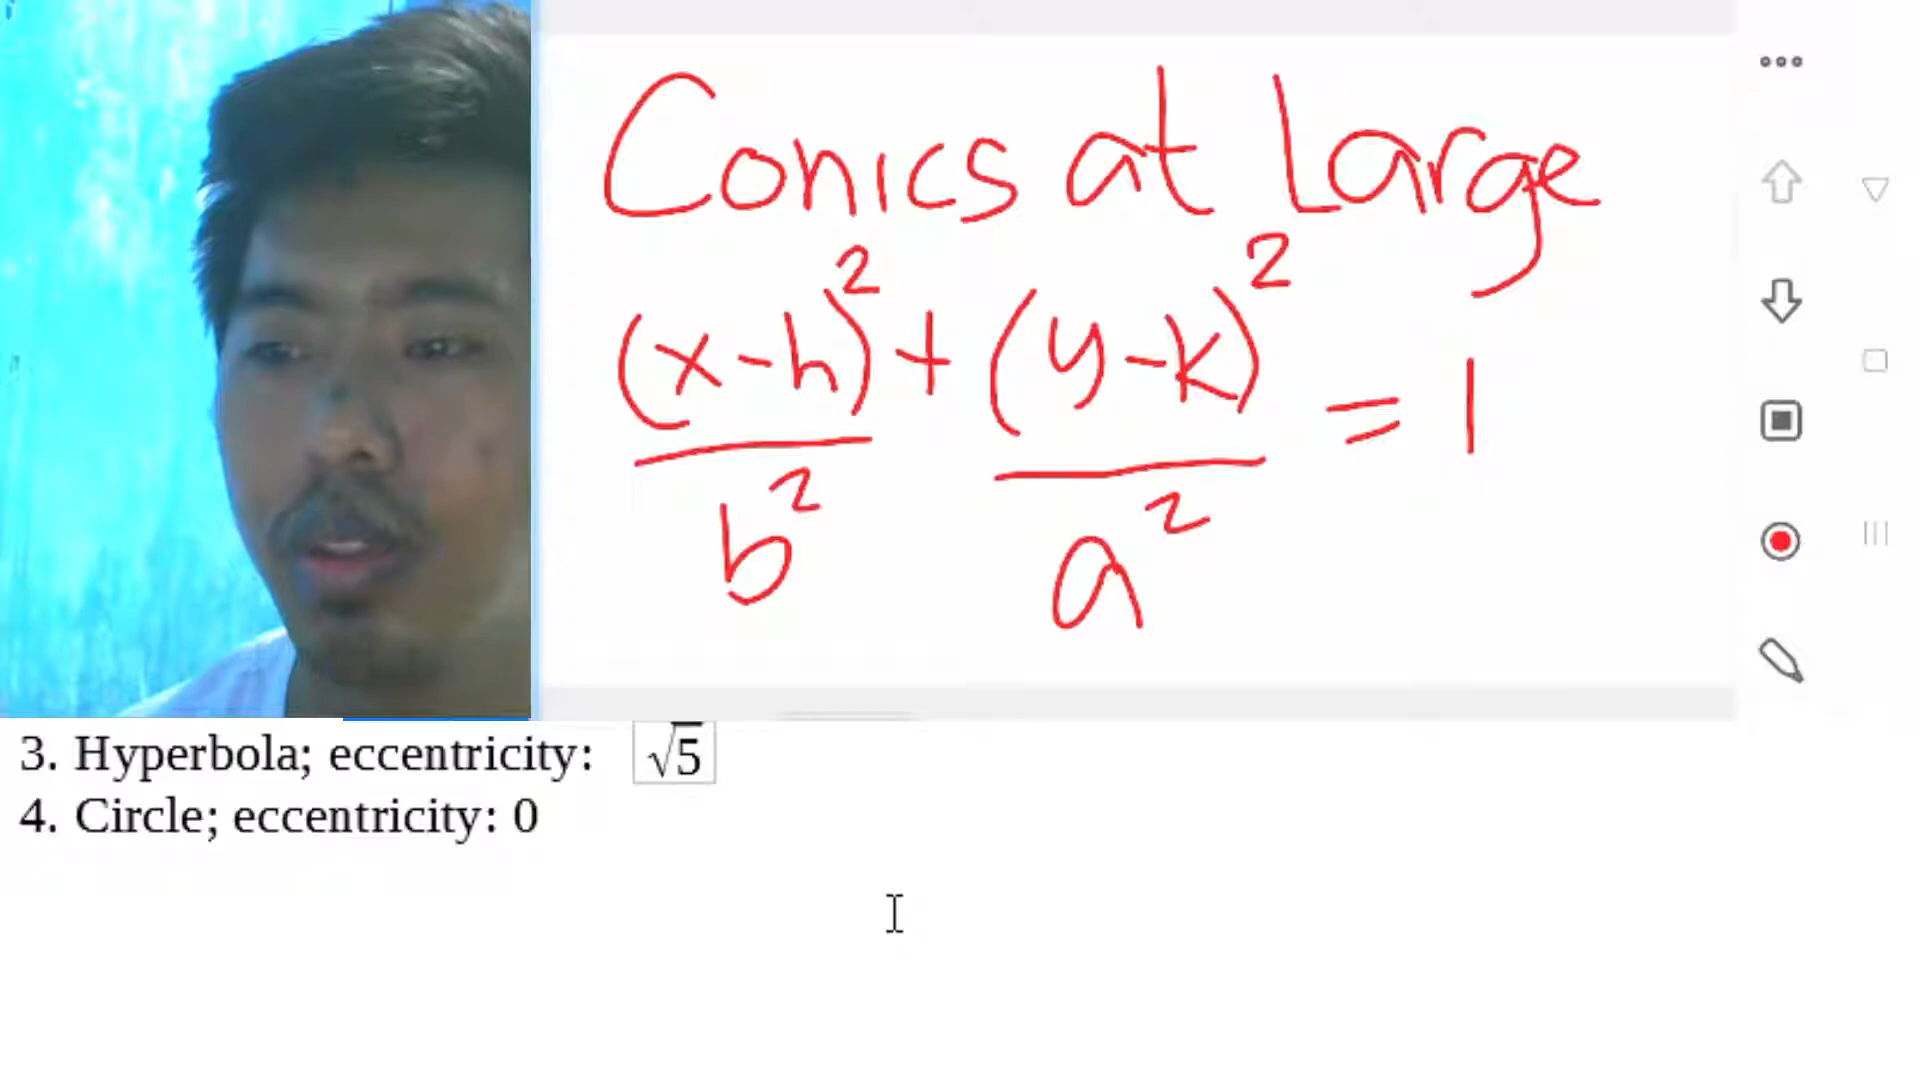 Conics at Large
(x-h)²/b² + (y-k)²/a² = 1
3. Hyperbola; eccentricity: √5
4. Circle; eccentricity: 0